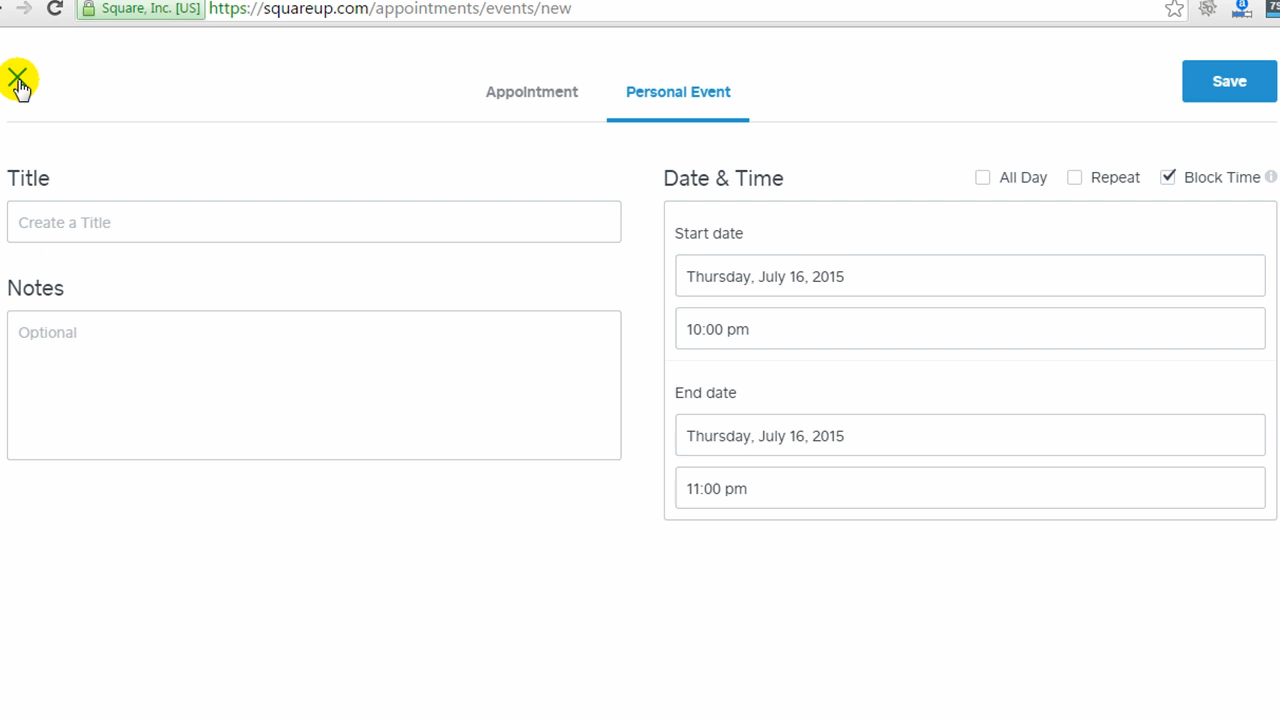 Square, Inc. [US] https://squareup.com/appointments/events/new
Appointment Personal Event Save
Title
Create a Title
Notes
Optional
Date & Time All Day Repeat Block Time
Start date
Thursday, July 16, 2015
10:00 pm
End date
Thursday, July 16, 2015
11:00 pm